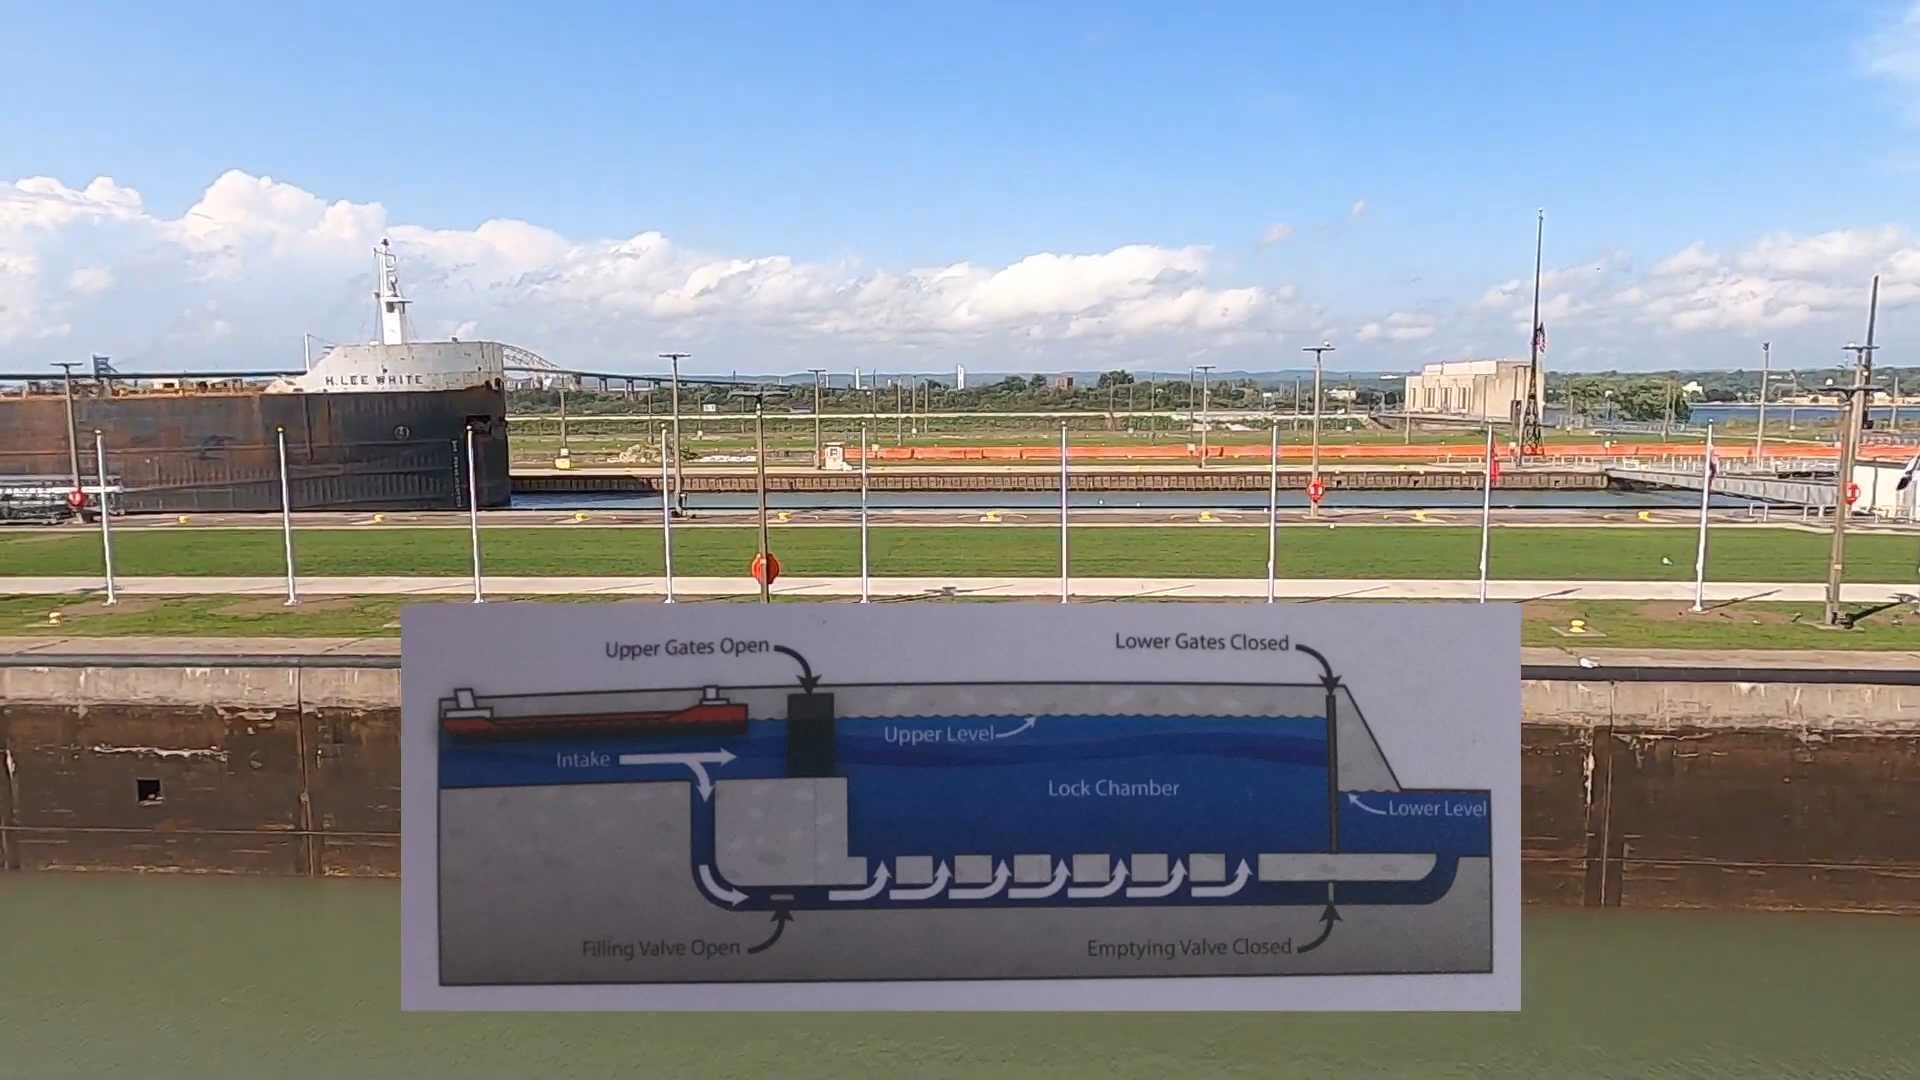 H. LEE WHITE
Upper Gates Open
Lower Gates Closed
Upper Level
Intake
Lock Chamber
Lower Level
Filling Valve Open
Emptying Valve Closed